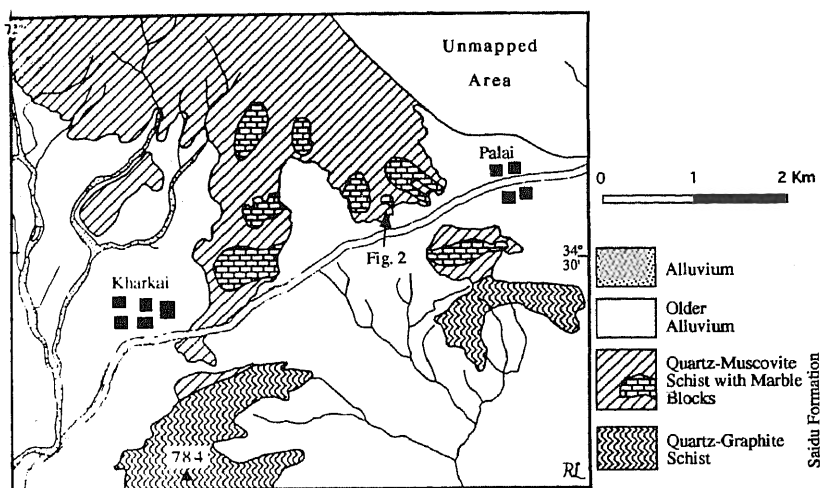 Unmapped
Area
Palai
Fig. 2
Kharkai
784
RL
34°
30'
0 1 2 Km
Alluvium
Older
Alluvium
Quartz-Muscovite
Schist with Marble
Blocks
Quartz-Graphite
Schist
Saidu Formation